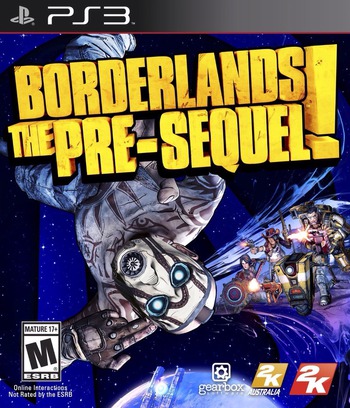 PS3
BORDERLANDS
THE PRE-SEQUEL!
MATURE 17+
M
ESRB
Online Interactions
Not Rated by the ESRB
gearbox
software
2K
AUSTRALIA
2K